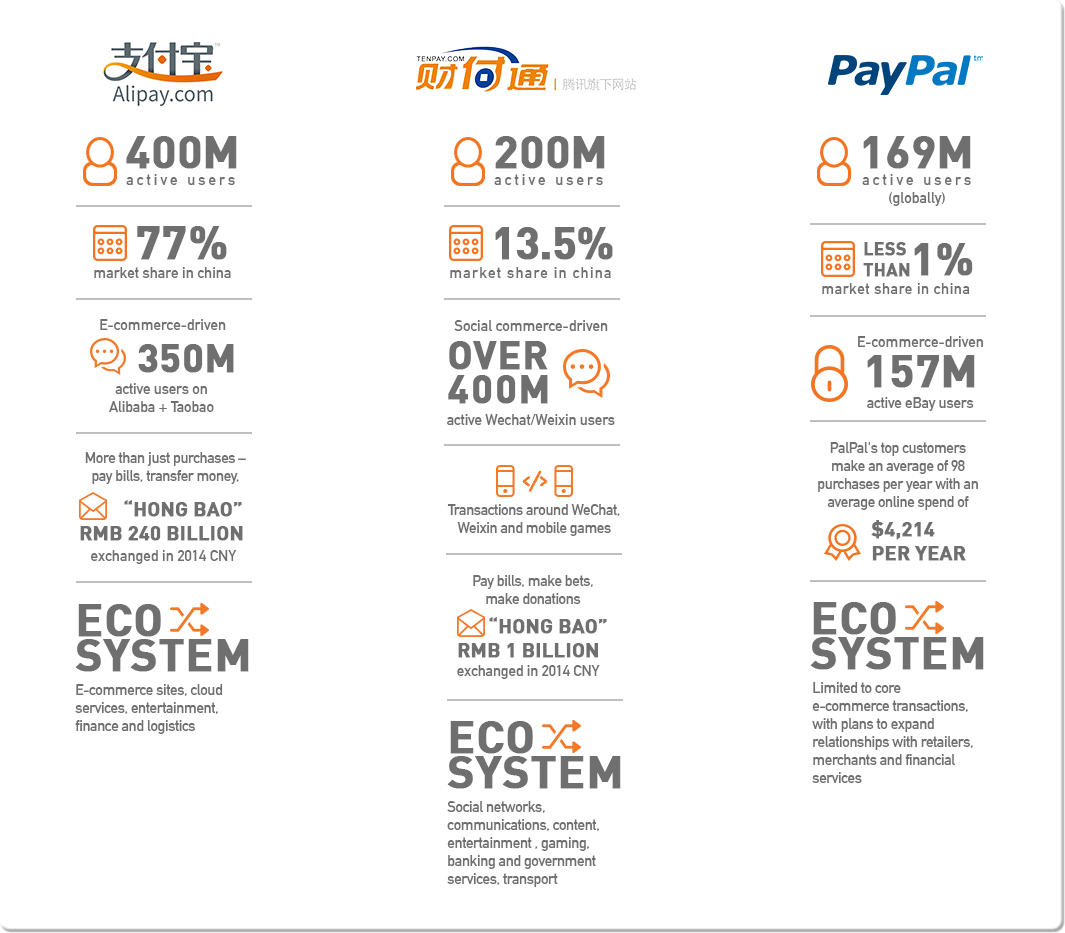 支付宝™
Alipay.com
400M
active users
77%
market share in china
E-commerce-driven
350M
active users on
Alibaba + Taobao
More than just purchases –
pay bills, transfer money,
“HONG BAO”
RMB 240 BILLION
exchanged in 2014 CNY
ECO
SYSTEM
E-commerce sites, cloud
services, entertainment,
finance and logistics
TENPAY.COM
财付通
腾讯旗下网站
200M
active users
13.5%
market share in china
Social commerce-driven
OVER
400M
active Wechat/Weixin users
</>
Transactions around WeChat,
Weixin and mobile games
Pay bills, make bets,
make donations
“HONG BAO”
RMB 1 BILLION
exchanged in 2014 CNY
ECO
SYSTEM
Social networks,
communications, content,
entertainment , gaming,
banking and government
services, transport
PayPal™
169M
active users
(globally)
LESS
THAN 1%
market share in china
E-commerce-driven
157M
active eBay users
PalPal's top customers
make an average of 98
purchases per year with an
average online spend of
$4,214
PER YEAR
ECO
SYSTEM
Limited to core
e-commerce transactions,
with plans to expand
relationships with retailers,
merchants and financial
services